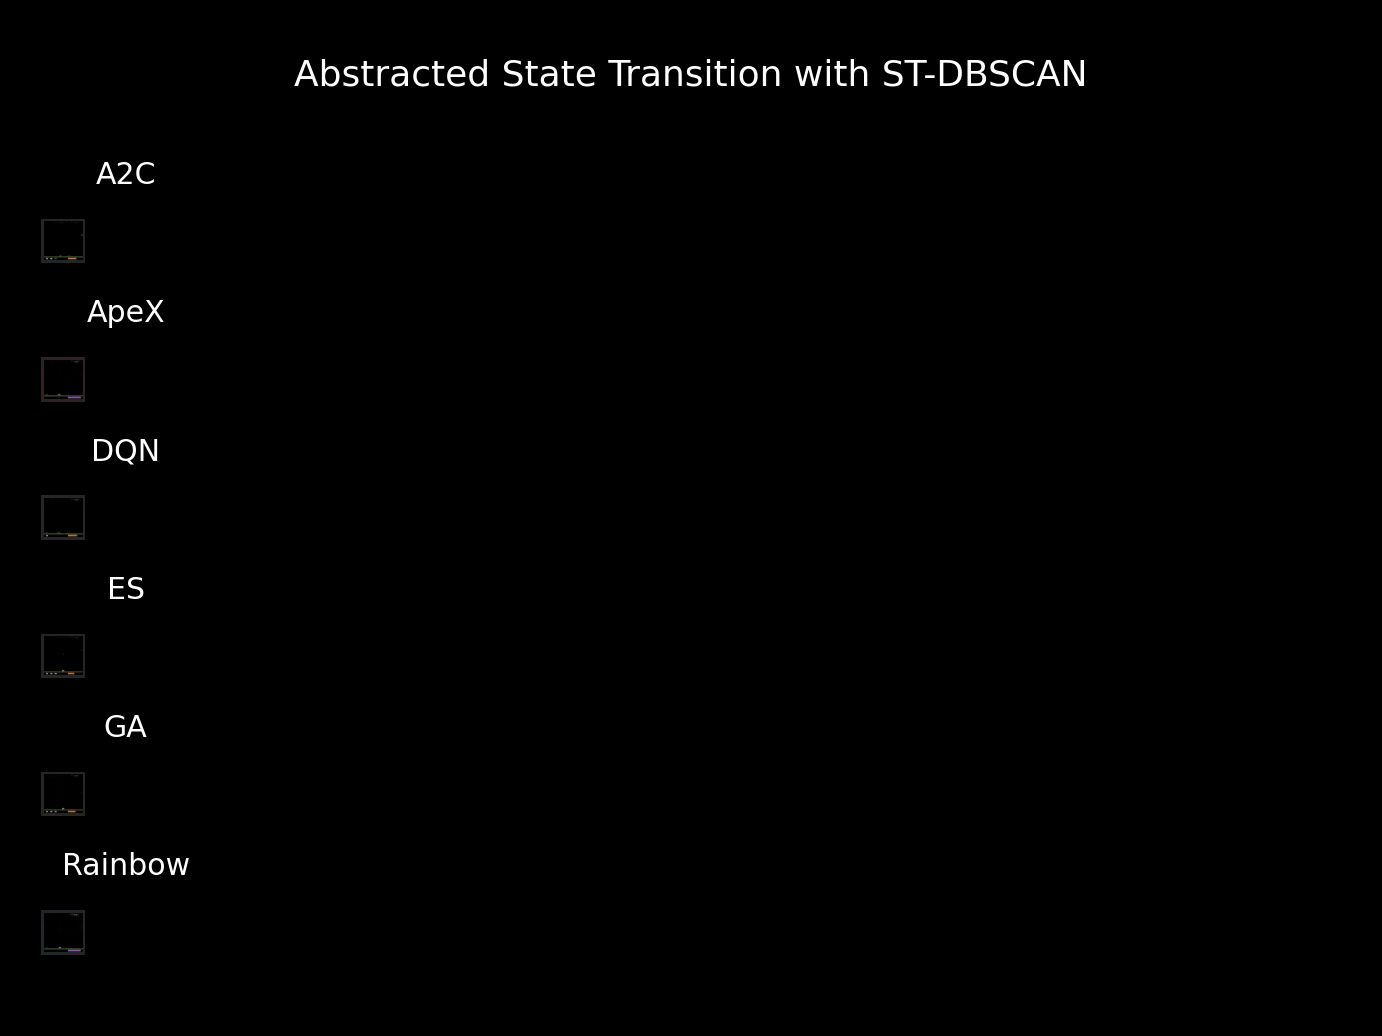 Abstracted State Transition with ST-DBSCAN
A2C
ApeX
DQN
ES
GA
Rainbow